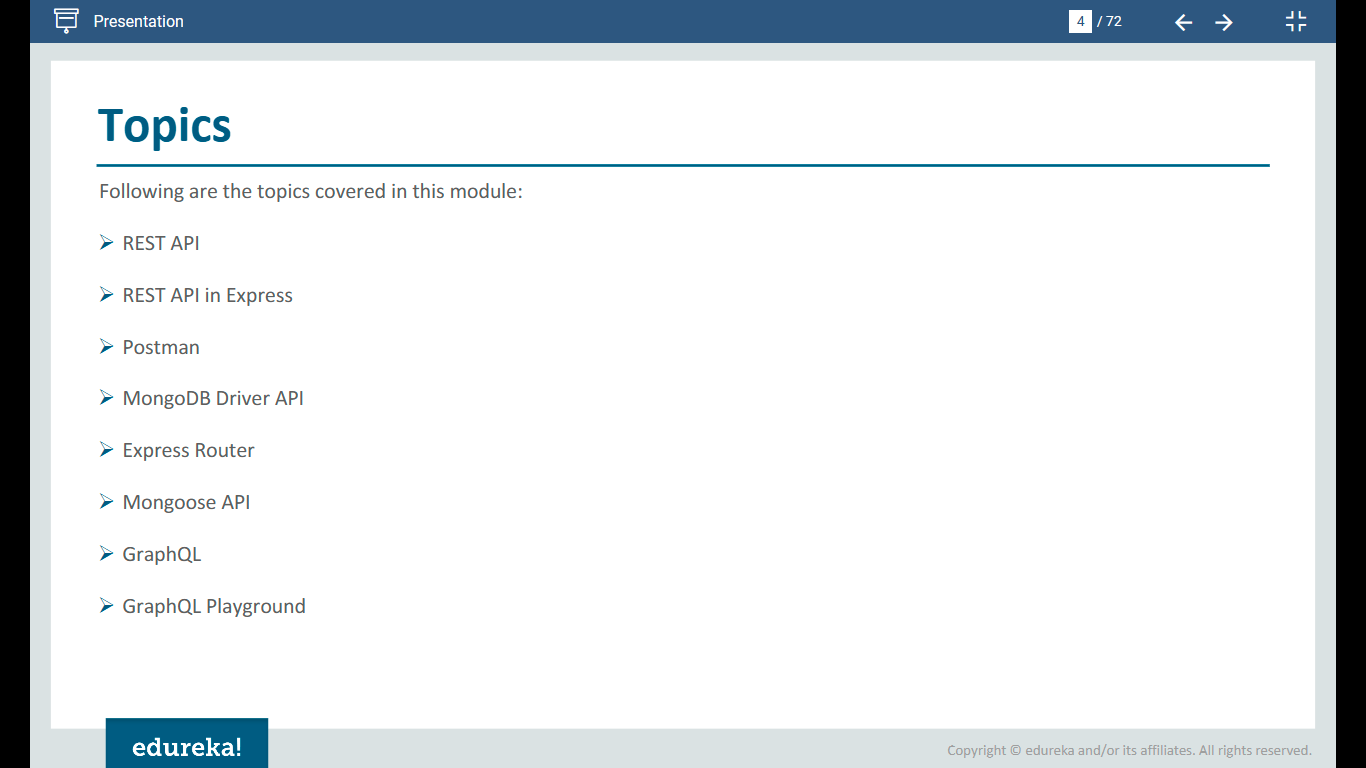 Presentation
4 / 72
Topics
Following are the topics covered in this module:
REST API
REST API in Express
Postman
MongoDB Driver API
Express Router
Mongoose API
GraphQL
GraphQL Playground
edureka!
Copyright © edureka and/or its affiliates. All rights reserved.